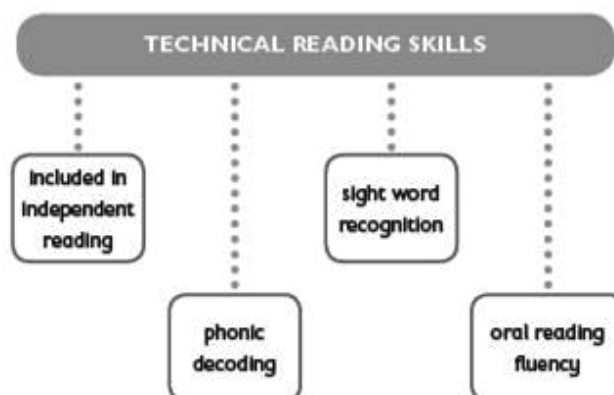 TECHNICAL READING SKILLS
included in
independent
reading
sight word
recognition
phonic
decoding
oral reading
fluency